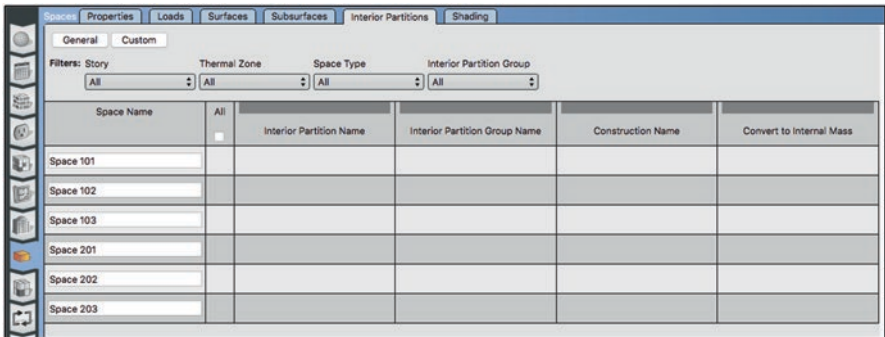 Spaces Properties Loads Surfaces Subsurfaces Interior Partitions Shading
General Custom
Filters: Story Thermal Zone Space Type Interior Partition Group
All All All All
Space Name All Interior Partition Name Interior Partition Group Name Construction Name Convert to Internal Mass
Space 101
Space 102
Space 103
Space 201
Space 202
Space 203